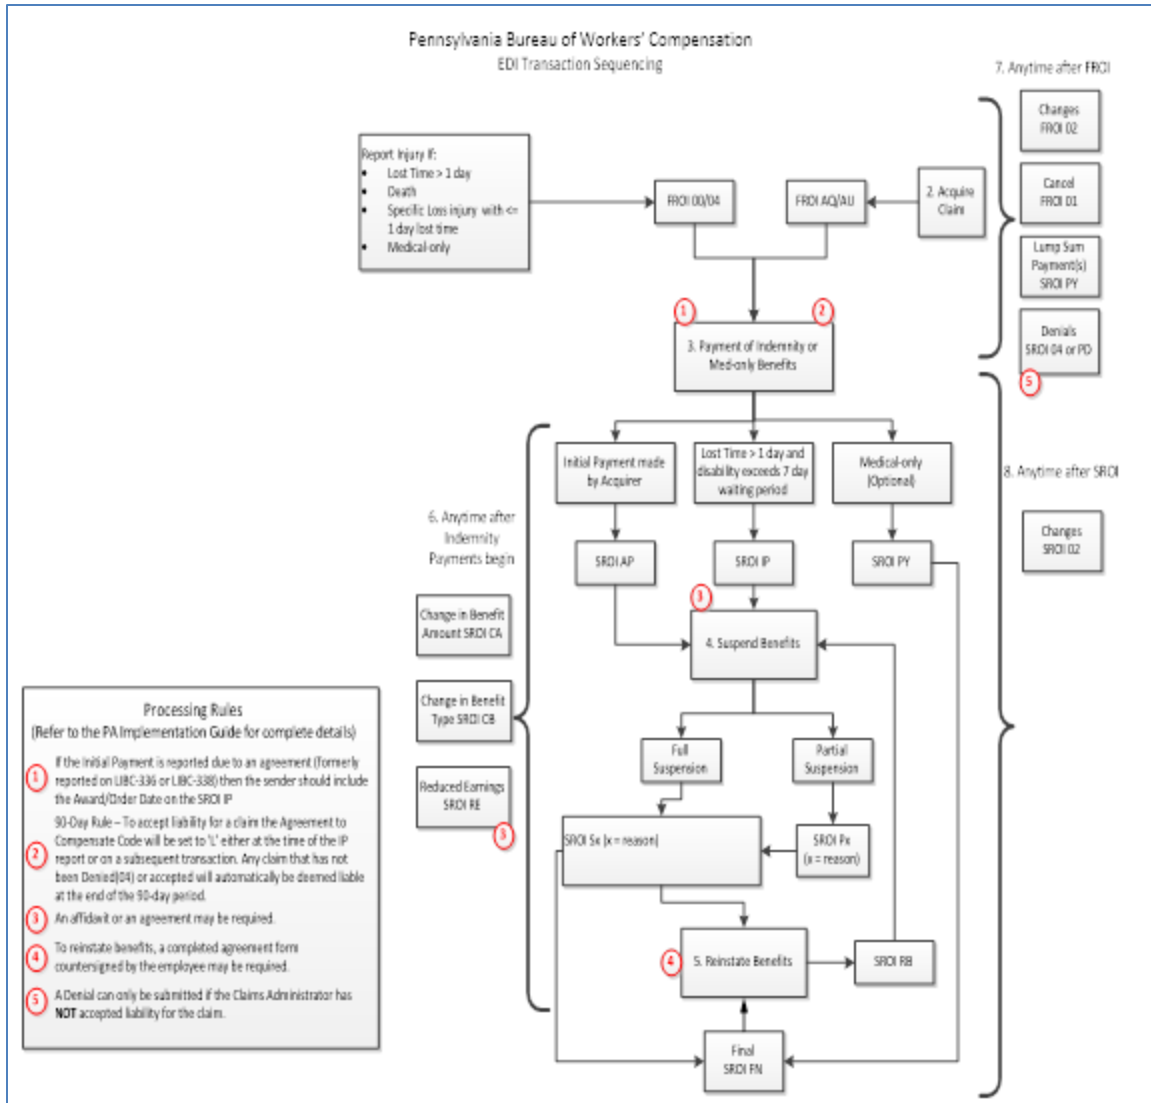 Pennsylvania Bureau of Workers' Compensation
EDI Transaction Sequencing
7. Anytime after FROI
Changes
FROI 02
Cancel
FROI 01
Lump Sum
Payment(s)
SROI PY
Denials
SROI 04 or PD
5
Report Injury If:
• Lost Time > 1 day
• Death
• Specific Loss injury with <=
1 day lost time
• Medical-only
FROI 00/04
FROI AQ/AU
2. Acquire
Claim
1
2
3. Payment of Indemnity or
Med-only Benefits
Initial Payment made
by Acquirer
Lost Time > 1 day and
disability exceeds 7 day
waiting period
Medical-only
(Optional)
8. Anytime after SROI
Changes
SROI 02
6. Anytime after
Indemnity
Payments begin
SROI AP
SROI IP
SROI PY
3
Change in Benefit
Amount SROI CA
4. Suspend Benefits
Change in Benefit
Type SROI CB
Full
Suspension
Partial
Suspension
Reduced Earnings
SROI RE
3
SROI Sx (x = reason)
SROI Px
(x = reason)
4
5. Reinstate Benefits
SROI RB
Final
SROI FN
Processing Rules
(Refer to the PA Implementation Guide for complete details)
1
If the Initial Payment is reported due to an agreement (formerly
reported on LIBC-336 or LIBC-338) then the sender should include
the Award/Order Date on the SROI IP
2
90-Day Rule – To accept liability for a claim the Agreement to
Compensate Code will be set to 'L' either at the time of the IP
report or on a subsequent transaction. Any claim that has not
been Denied(04) or accepted will automatically be deemed liable
at the end of the 90-day period.
3
An affidavit or an agreement may be required.
4
To reinstate benefits, a completed agreement form
countersigned by the employee may be required.
5
A Denial can only be submitted if the Claims Administrator has
NOT accepted liability for the claim.